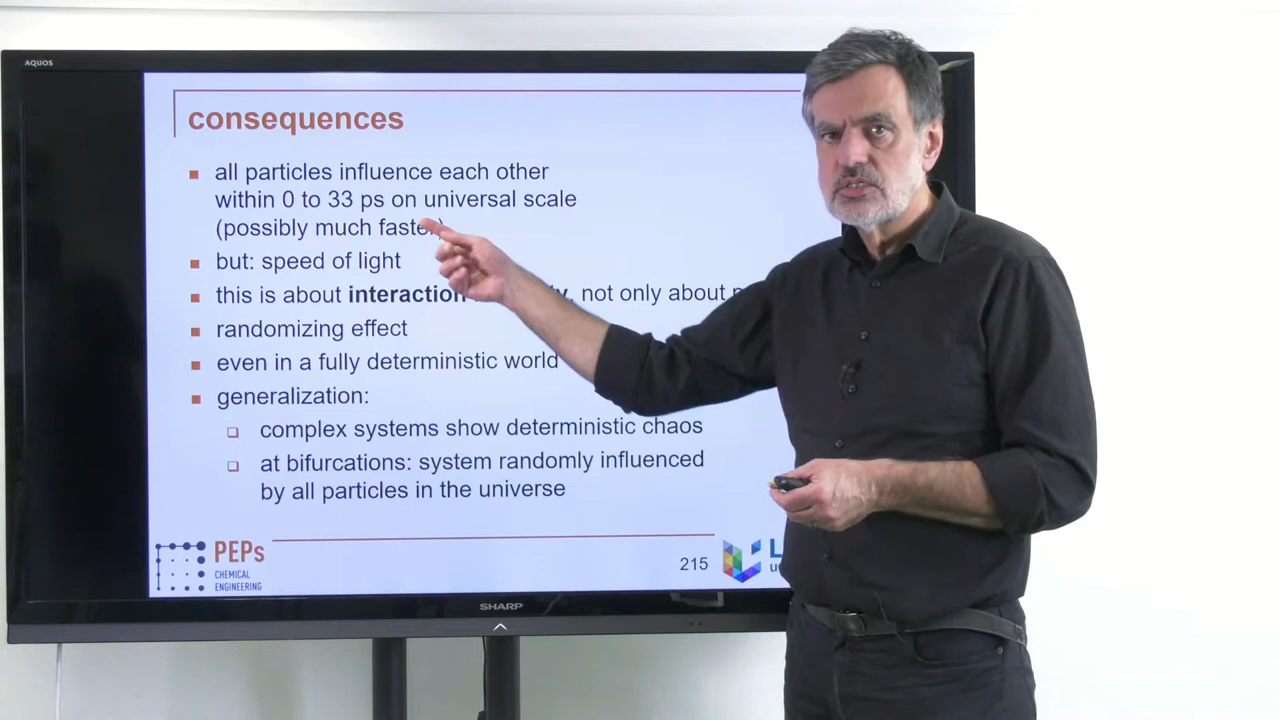 AQUOS
consequences
■ all particles influence each other
within 0 to 33 ps on universal scale
(possibly much faster)
■ but: speed of light
■ this is about interaction , not only about
■ randomizing effect
■ even in a fully deterministic world
■ generalization:
❑ complex systems show deterministic chaos
❑ at bifurcations: system randomly influenced
by all particles in the universe
PEPs
CHEMICAL
ENGINEERING
215
SHARP